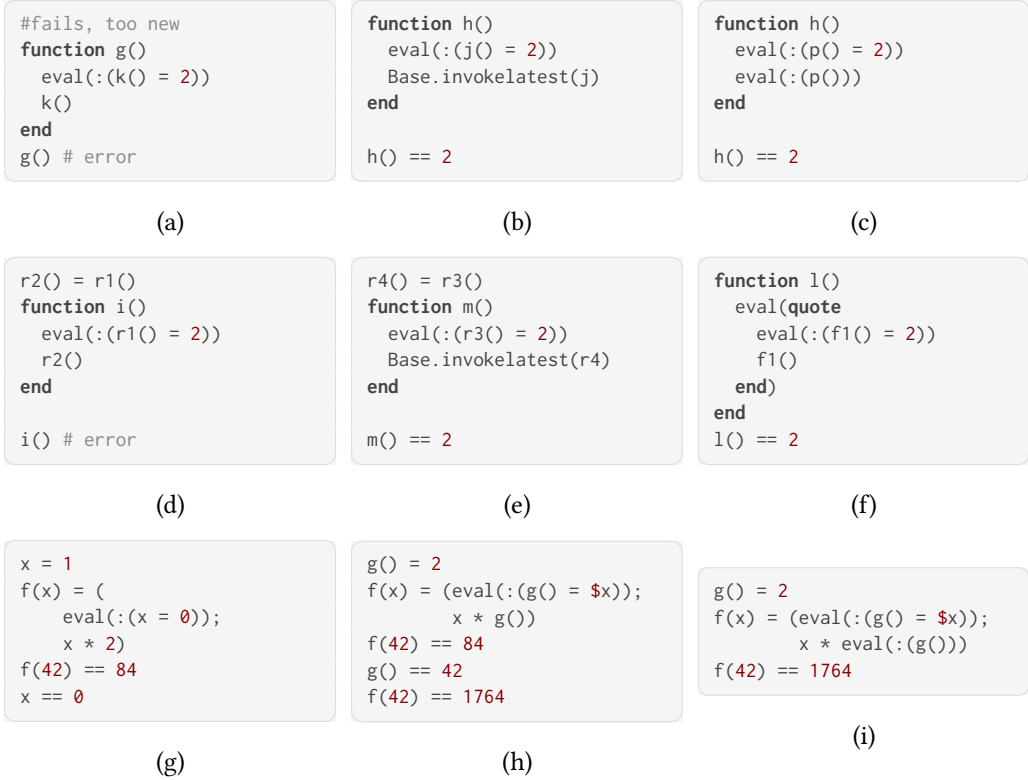 #fails, too new
function g()
  eval(:(k() = 2))
  k()
end
g() # error
(a)
function h()
  eval(:(j() = 2))
  Base.invokelatest(j)
end
h() == 2
(b)
function h()
  eval(:(p() = 2))
  eval(:(p()))
end
h() == 2
(c)
r2() = r1()
function i()
  eval(:(r1() = 2))
  r2()
end
i() # error
(d)
r4() = r3()
function m()
  eval(:(r3() = 2))
  Base.invokelatest(r4)
end
m() == 2
(e)
function l()
  eval(quote
    eval(:(f1() = 2))
    f1()
  end)
end
l() == 2
(f)
x = 1
f(x) = (
    eval(:(x = 0));
    x * 2)
f(42) == 84
x == 0
(g)
g() = 2
f(x) = (eval(:(g() = $x));
        x * g())
f(42) == 84
g() == 42
f(42) == 1764
(h)
g() = 2
f(x) = (eval(:(g() = $x));
        x * eval(:(g()))) 
f(42) == 1764
(i)